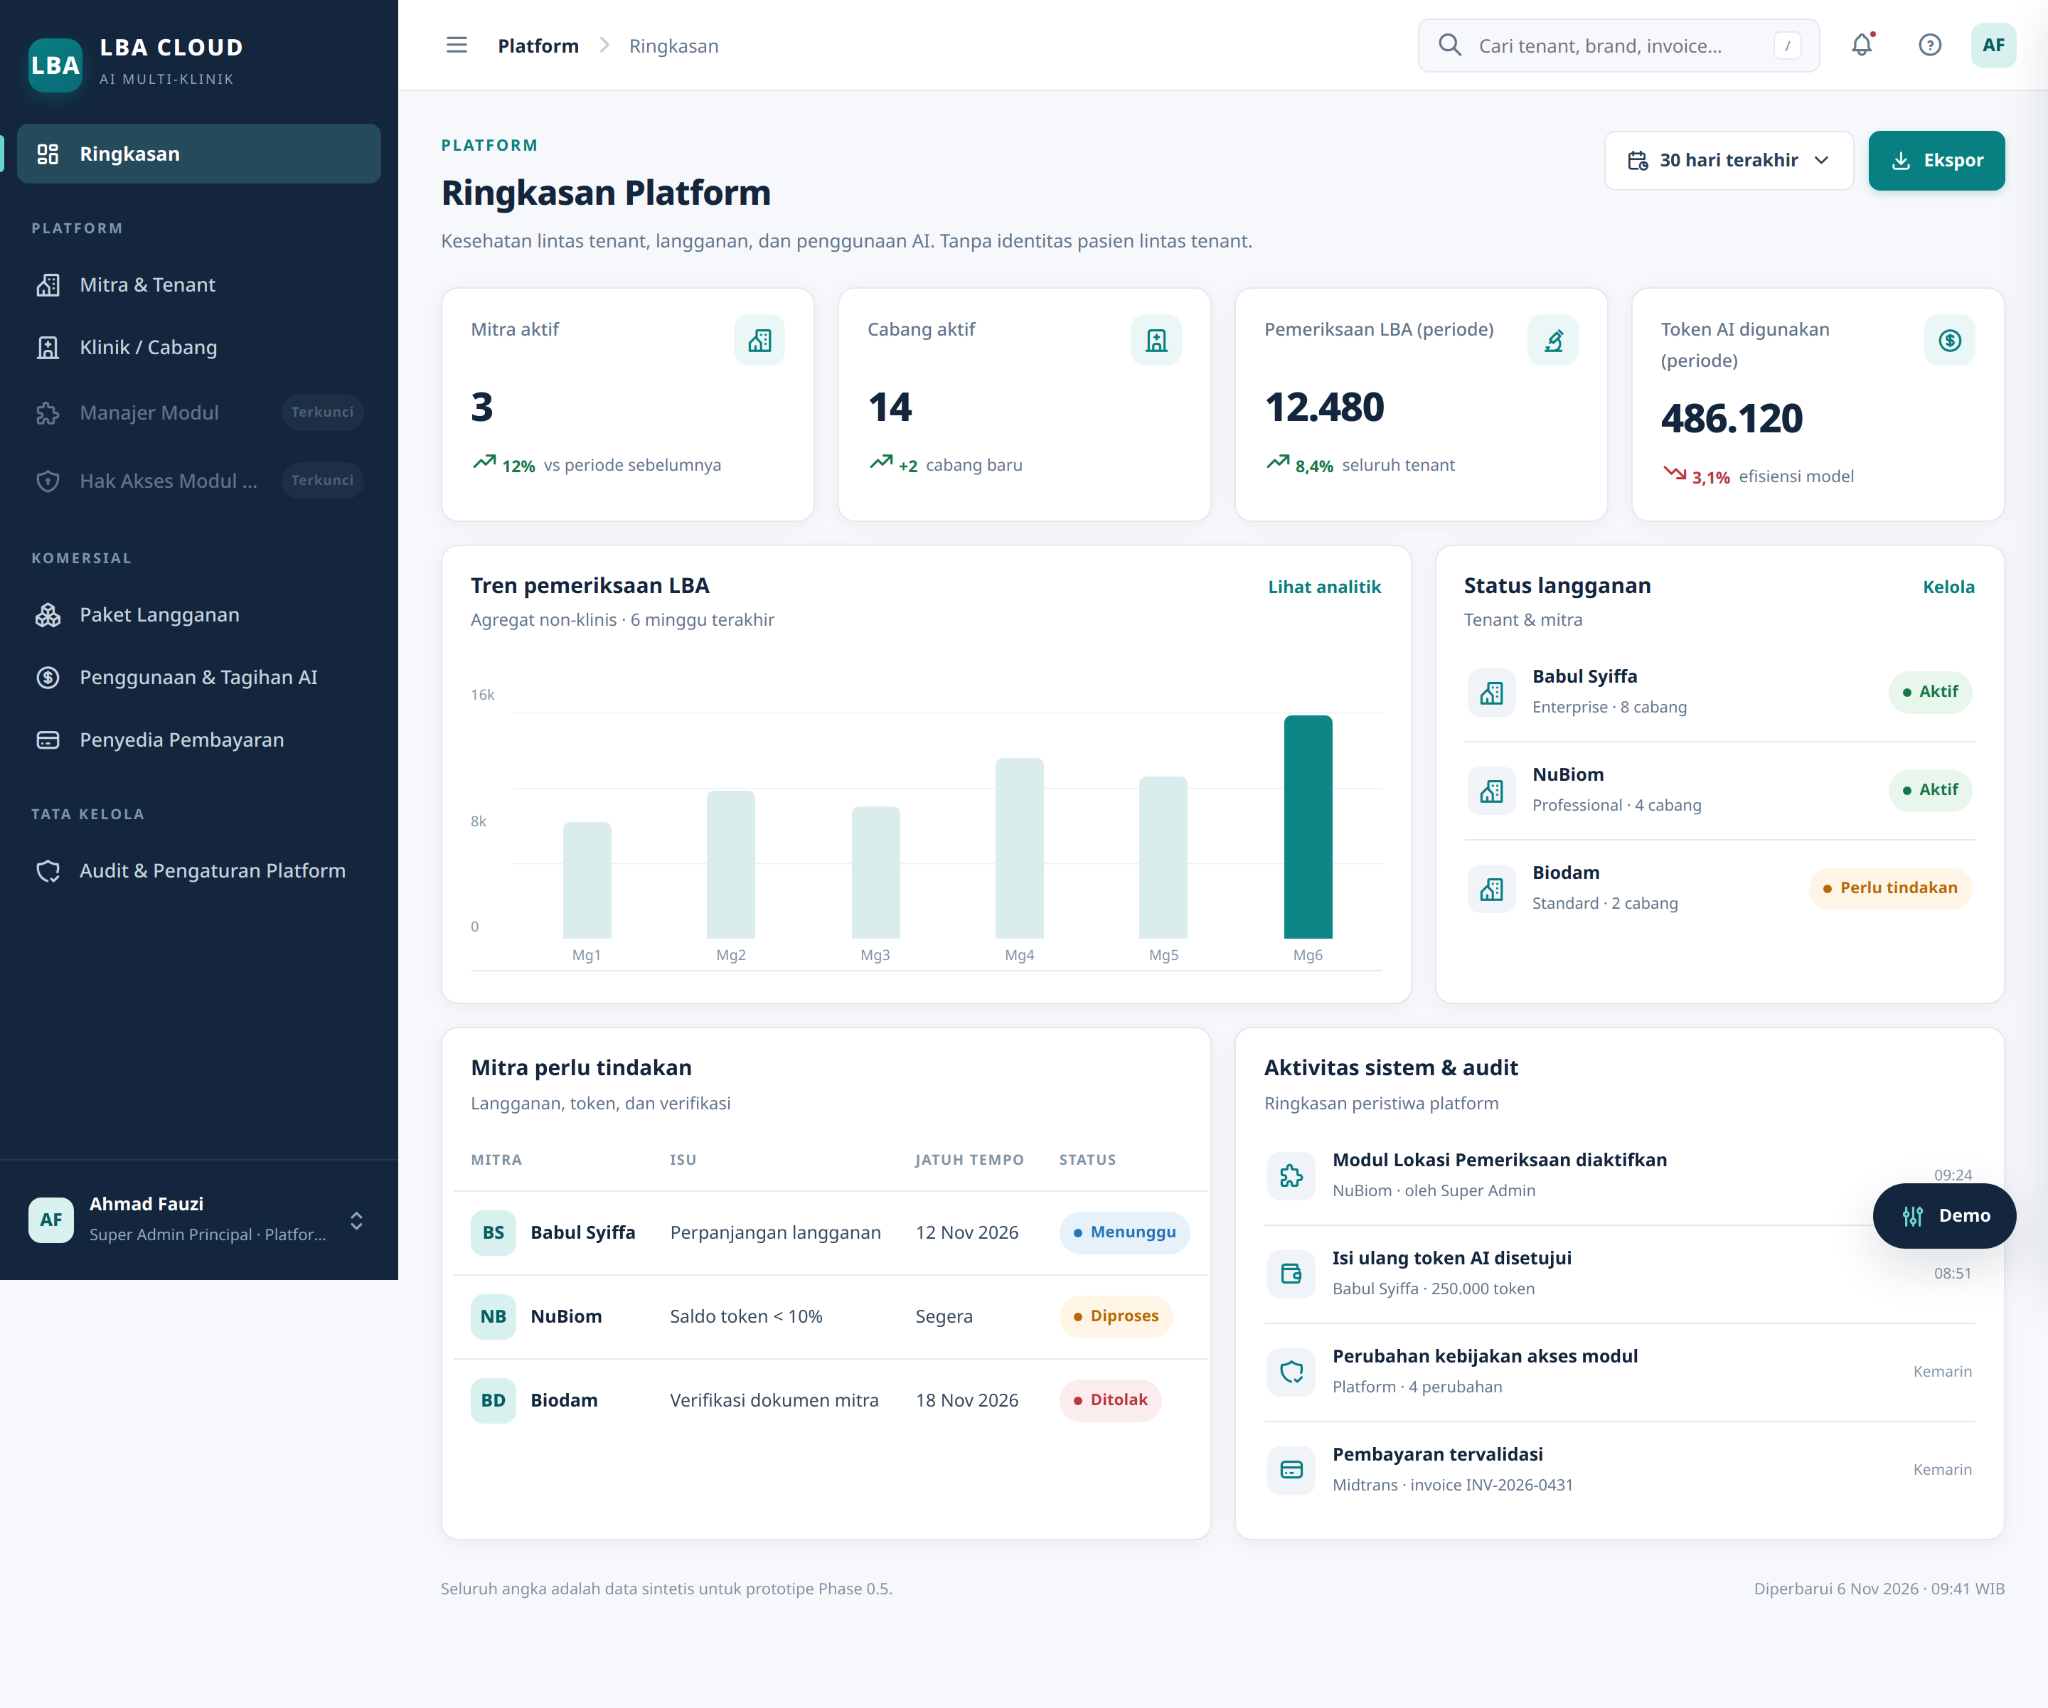 LBA
LBA CLOUD
AI MULTI-KLINIK
Ringkasan
PLATFORM
Mitra & Tenant
Klinik / Cabang
Manajer Modul
Terkunci
Hak Akses Modul ...
Terkunci
KOMERSIAL
Paket Langganan
Penggunaan & Tagihan AI
Penyedia Pembayaran
TATA KELOLA
Audit & Pengaturan Platform
AF
Ahmad Fauzi
Super Admin Principal · Platfor...
Platform
Ringkasan
Cari tenant, brand, invoice...
/
AF
PLATFORM
Ringkasan Platform
Kesehatan lintas tenant, langganan, dan penggunaan AI. Tanpa identitas pasien lintas tenant.
30 hari terakhir
Ekspor
Mitra aktif
3
12% vs periode sebelumnya
Cabang aktif
14
+2 cabang baru
Pemeriksaan LBA (periode)
12.480
8,4% seluruh tenant
Token AI digunakan
(periode)
486.120
3,1% efisiensi model
Tren pemeriksaan LBA
Lihat analitik
Agregat non-klinis · 6 minggu terakhir
16k
8k
0
Mg1
Mg2
Mg3
Mg4
Mg5
Mg6
Status langganan
Kelola
Tenant & mitra
Babul Syiffa
Enterprise · 8 cabang
Aktif
NuBiom
Professional · 4 cabang
Aktif
Biodam
Standard · 2 cabang
Perlu tindakan
Mitra perlu tindakan
Langganan, token, dan verifikasi
MITRA ISU JATUH TEMPO STATUS
BS Babul Syiffa Perpanjangan langganan 12 Nov 2026 Menunggu
NB NuBiom Saldo token < 10% Segera Diproses
BD Biodam Verifikasi dokumen mitra 18 Nov 2026 Ditolak
Aktivitas sistem & audit
Ringkasan peristiwa platform
Modul Lokasi Pemeriksaan diaktifkan
NuBiom · oleh Super Admin
09:24
Demo
Isi ulang token AI disetujui
Babul Syiffa · 250.000 token
08:51
Perubahan kebijakan akses modul
Platform · 4 perubahan
Kemarin
Pembayaran tervalidasi
Midtrans · invoice INV-2026-0431
Kemarin
Seluruh angka adalah data sintetis untuk prototipe Phase 0.5.
Diperbarui 6 Nov 2026 · 09:41 WIB